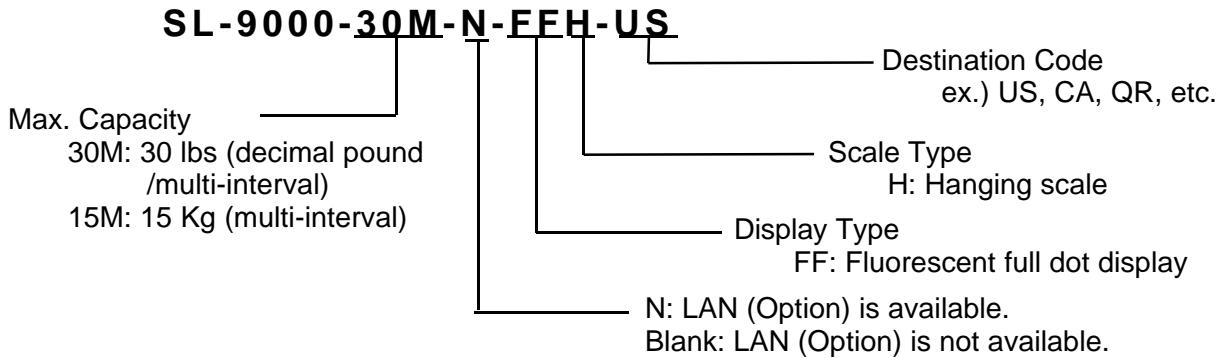 SL-9000-30M-N-FFH-US
Destination Code
ex.) US, CA, QR, etc.
Max. Capacity
30M: 30 lbs (decimal pound
/multi-interval)
15M: 15 Kg (multi-interval)
Scale Type
H: Hanging scale
Display Type
FF: Fluorescent full dot display
N: LAN (Option) is available.
Blank: LAN (Option) is not available.